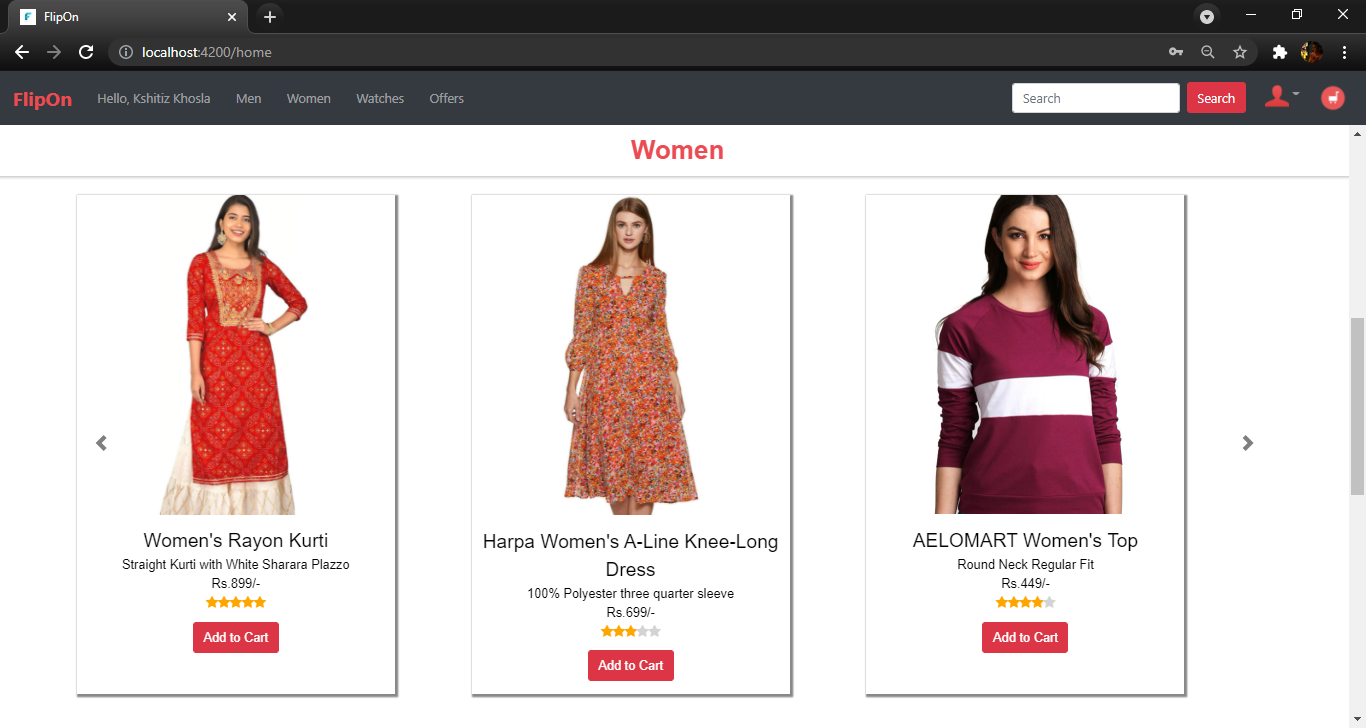 FlipOn
localhost:4200/home
FlipOn Hello, Kshitiz Khosla Men Women Watches Offers Search Search
Women
Women's Rayon Kurti
Straight Kurti with White Sharara Plazzo
Rs.899/-
Add to Cart
Harpa Women's A-Line Knee-Long
Dress
100% Polyester three quarter sleeve
Rs.699/-
Add to Cart
AELOMART Women's Top
Round Neck Regular Fit
Rs.449/-
Add to Cart